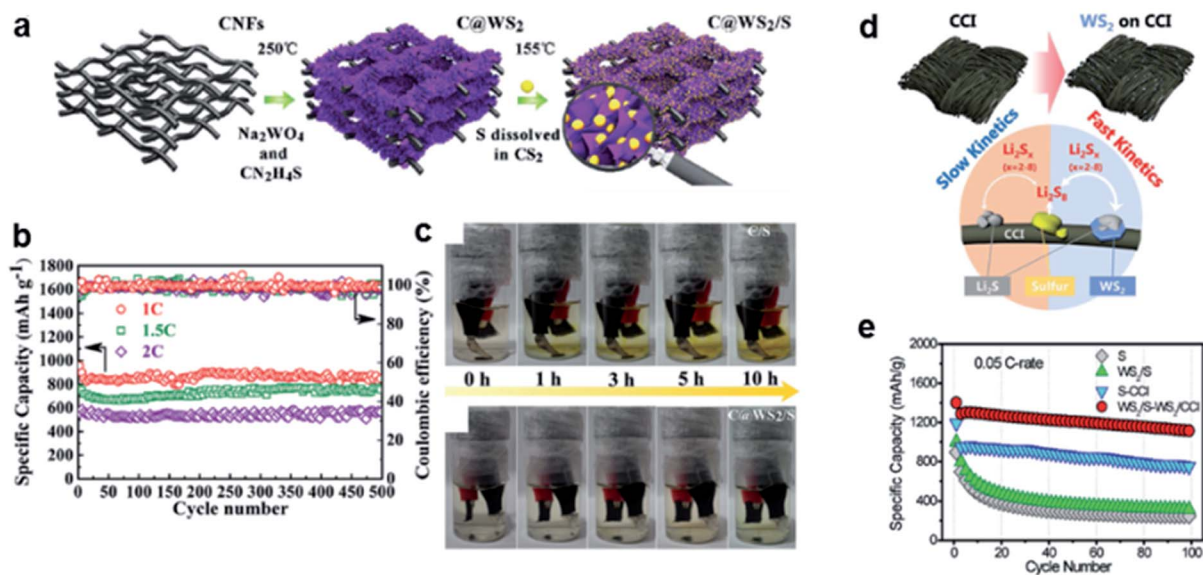 a
CNFs
250℃
Na2WO4
and
CN2H4S
C@WS2
155℃
S dissolved
in CS2
C@WS2/S
b
Specific Capacity (mAh g-1)
1800
1600
1400
1200
1000
800
600
400
200
0
1C
1.5C
2C
100
80
60
40
20
0
Coulombic efficiency (%)
0 50 100 150 200 250 300 350 400 450 500
Cycle number
c
C/S
0 h 1 h 3 h 5 h 10 h
C@WS2/S
d
CCI
WS2 on CCI
Slow Kinetics
Fast Kinetics
Li2Sx
(x=2-8)
Li2Sx
(x=2-8)
Li2S8
CCI
Li2S
Sulfur
WS2
e
Specific Capacity (mAh/g)
2000
1600
1200
800
400
0
0.05 C-rate
S
WS2/S
S-CCI
WS2/S-WS2/CCI
0 20 40 60 80 100
Cycle Number